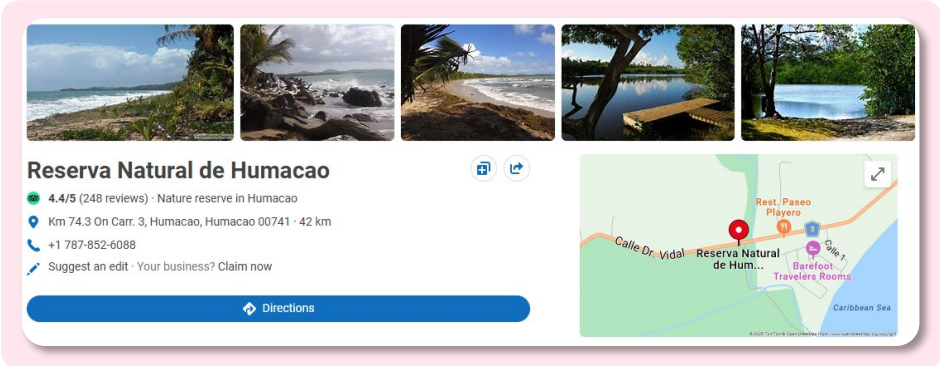 Reserva Natural de Humacao
4.4/5 (248 reviews) · Nature reserve in Humacao
Km 74.3 On Carr. 3, Humacao, Humacao 00741 · 42 km
+1 787-852-6088
Suggest an edit · Your business? Claim now
Directions
Rest. Paseo
Playero
3
Calle Dr. Vidal
Reserva Natural
de Hum...
Calle 1
Barefoot
Travelers Rooms
Caribbean Sea